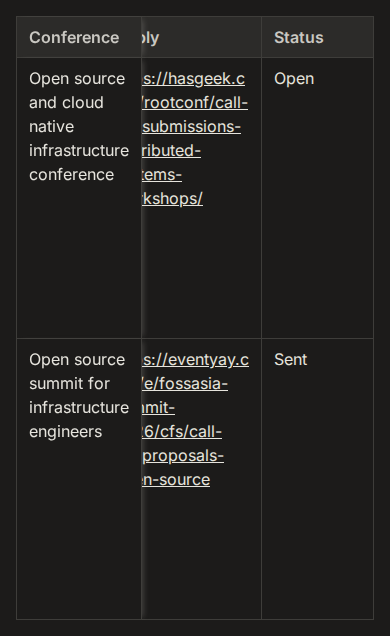 Conference ply Status
Open source
and cloud
native
infrastructure
conference
s://hasgeek.c
/rootconf/call-
submissions-
ributed-
tems-
kshops/
Open
Open source
summit for
infrastructure
engineers
s://eventyay.c
/e/fossasia-
mit-
26/cfs/call-
proposals-
n-source
Sent